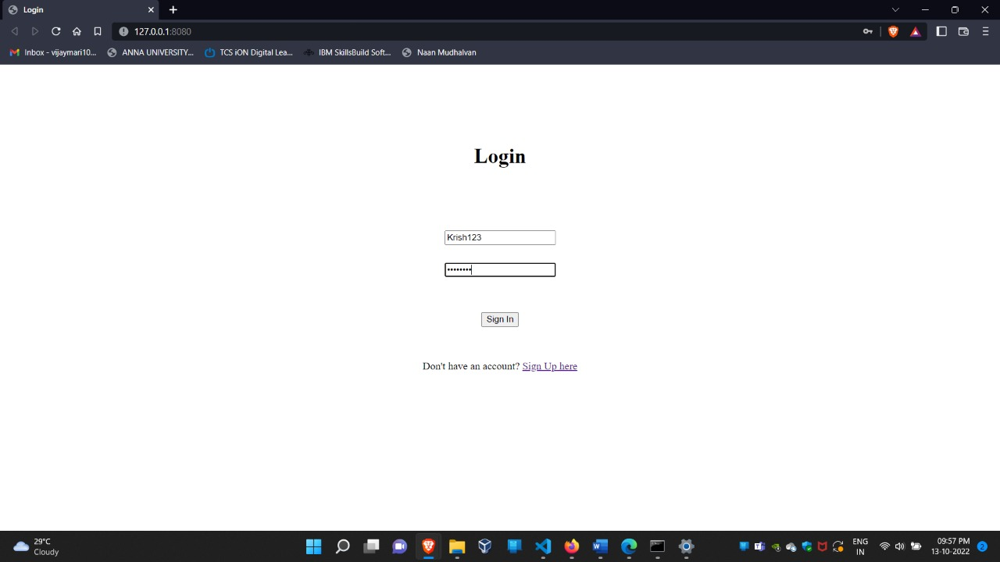 Login
127.0.0.1:8080
Inbox - vijaymari10...
ANNA UNIVERSITY...
TCS iON Digital Lea...
IBM SkillsBuild Soft...
Naan Mudhalvan
Login
Krish123
••••••••
Sign In
Don't have an account? Sign Up here
29°C
Cloudy
ENG
IN
09:57 PM
13-10-2022
2